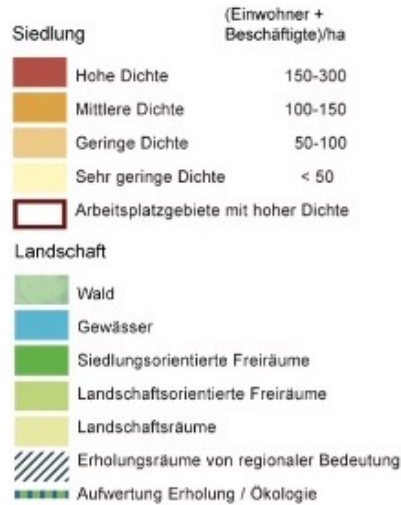 Siedlung
(Einwohner +
Beschäftigte)/ha
Hohe Dichte 150-300
Mittlere Dichte 100-150
Geringe Dichte 50-100
Sehr geringe Dichte < 50
Arbeitsplatzgebiete mit hoher Dichte
Landschaft
Wald
Gewässer
Siedlungsorientierte Freiräume
Landschaftsorientierte Freiräume
Landschaftsräume
Erholungsräume von regionaler Bedeutung
Aufwertung Erholung / Ökologie